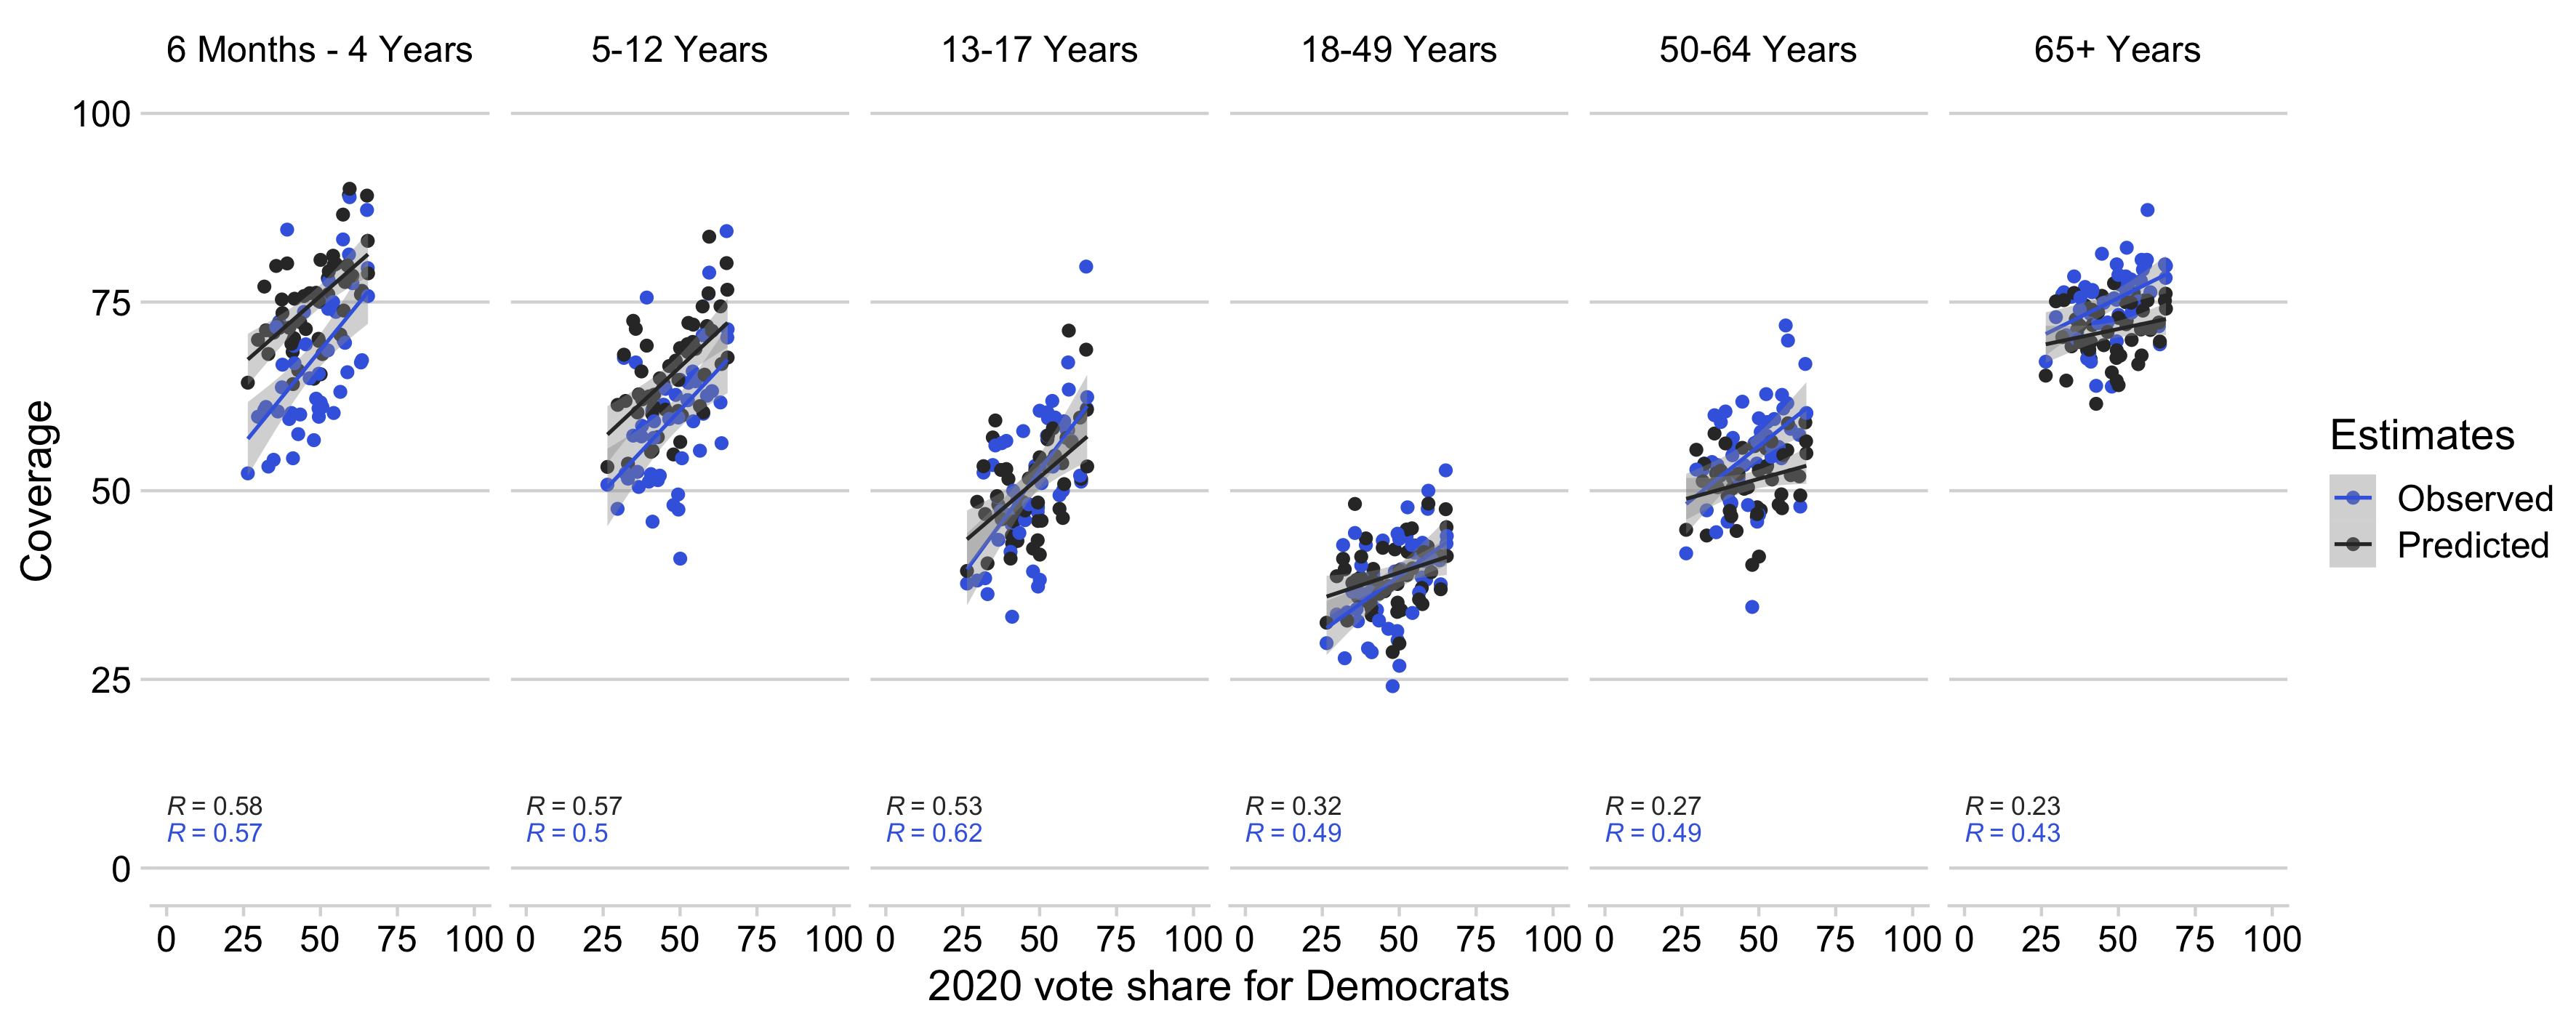 6 Months - 4 Years 5-12 Years 13-17 Years 18-49 Years 50-64 Years 65+ Years
100
75
50
25
0
Coverage
R = 0.58 R = 0.57 R = 0.53 R = 0.32 R = 0.27 R = 0.23
R = 0.57 R = 0.5 R = 0.62 R = 0.49 R = 0.49 R = 0.43
0 25 50 75 100 0 25 50 75 100 0 25 50 75 100 0 25 50 75 100 0 25 50 75 100 0 25 50 75 100
2020 vote share for Democrats
Estimates
Observed
Predicted